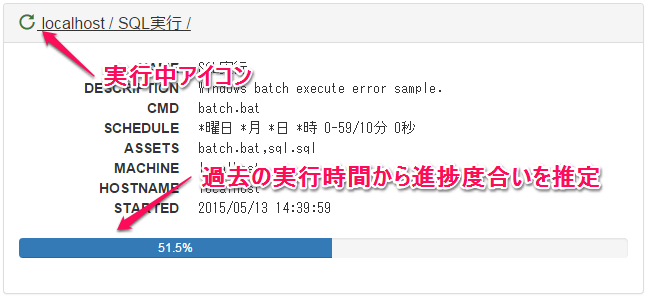 localhost / SQL実行 /
実行中アイコン
SQL実行
DESCRIPTION Windows batch execute error sample.
CMD batch.bat
SCHEDULE *曜日 *月 *日 *時 0-59/10分 0秒
ASSETS batch.bat,sql.sql
MACHINE
過去の実行時間から進捗度合いを推定
HOSTNAME localhost
STARTED 2015/05/13 14:39:59
51.5%